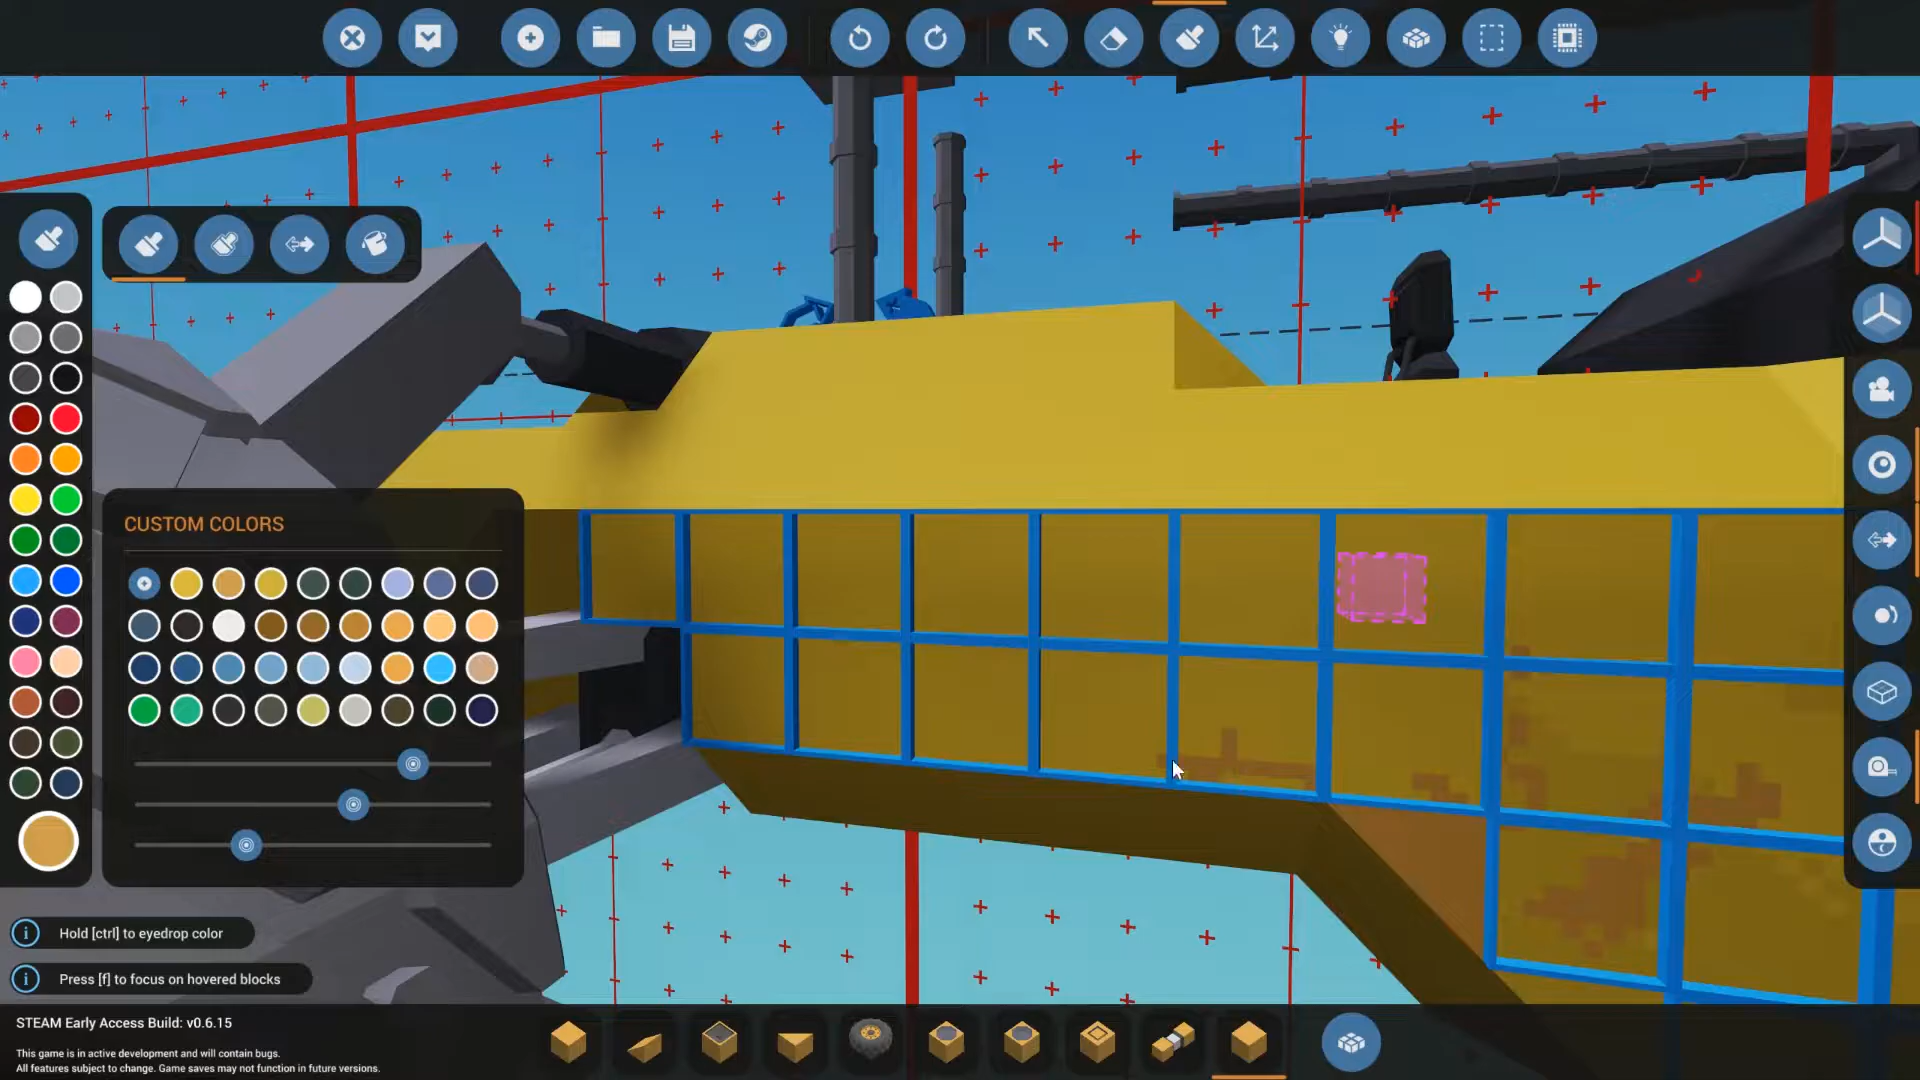 CUSTOM COLORS
Hold [ctrl] to eyedrop color
Press [f] to focus on hovered blocks
STEAM Early Access Build: v0.6.15
This game is in active development and will contain bugs.
All features subject to change. Game saves may not function in future versions.